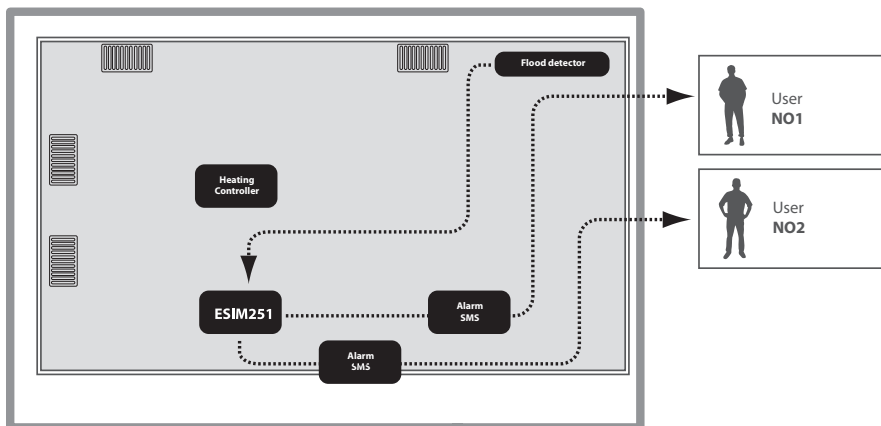 Flood detector
User
NO1
Heating
Controller
User
NO2
ESIM251
Alarm
SMS
Alarm
SMS